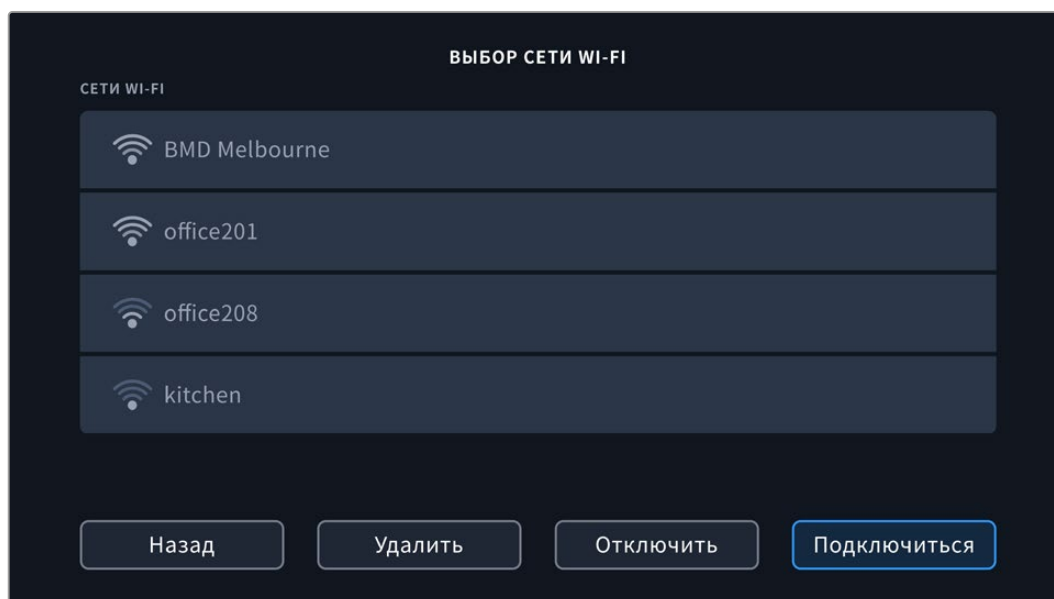 ВЫБОР СЕТИ WI-FI
СЕТИ WI-FI
BMD Melbourne
office201
office208
kitchen
Назад Удалить Отключить Подключиться